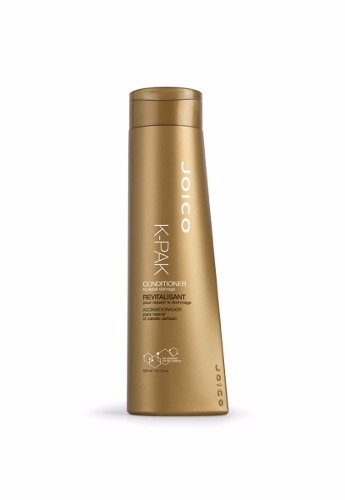 JOICO
K-PAK
CONDITIONER
to repair damage
REVITALISANT
pour réparer le dommage
ACONDICIONADOR
para reparar
el cabello dañado
JOICO